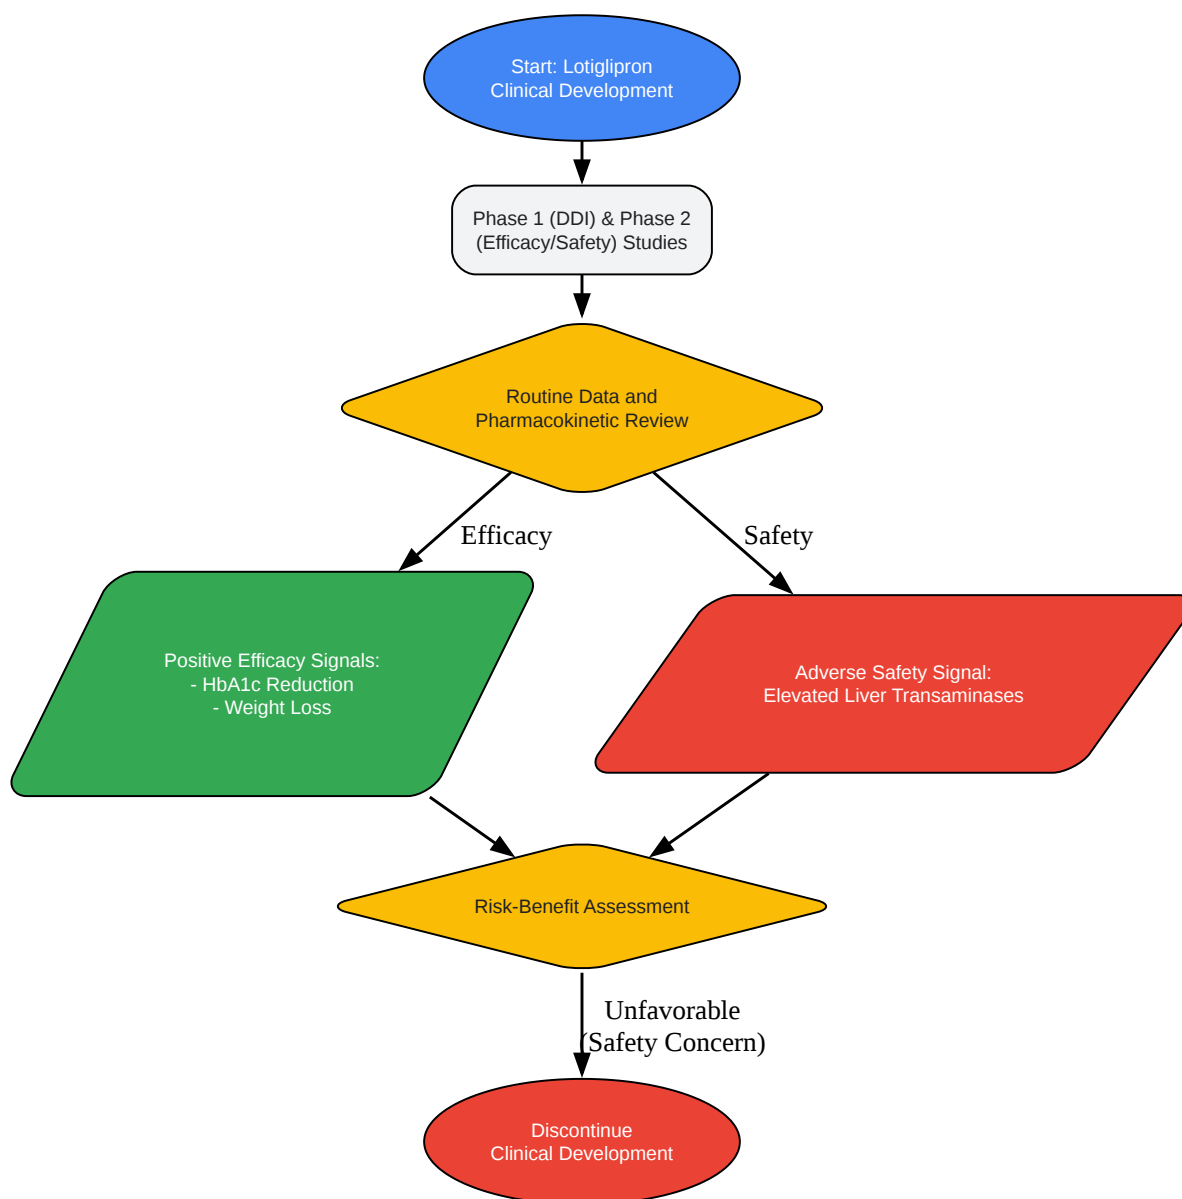 Start: Lotiglipron
Clinical Development
Phase 1 (DDI) & Phase 2
(Efficacy/Safety) Studies
Routine Data and
Pharmacokinetic Review
Efficacy
Safety
Positive Efficacy Signals:
- HbA1c Reduction
- Weight Loss
Adverse Safety Signal:
Elevated Liver Transaminases
Risk-Benefit Assessment
Unfavorable
(Safety Concern)
Discontinue
Clinical Development